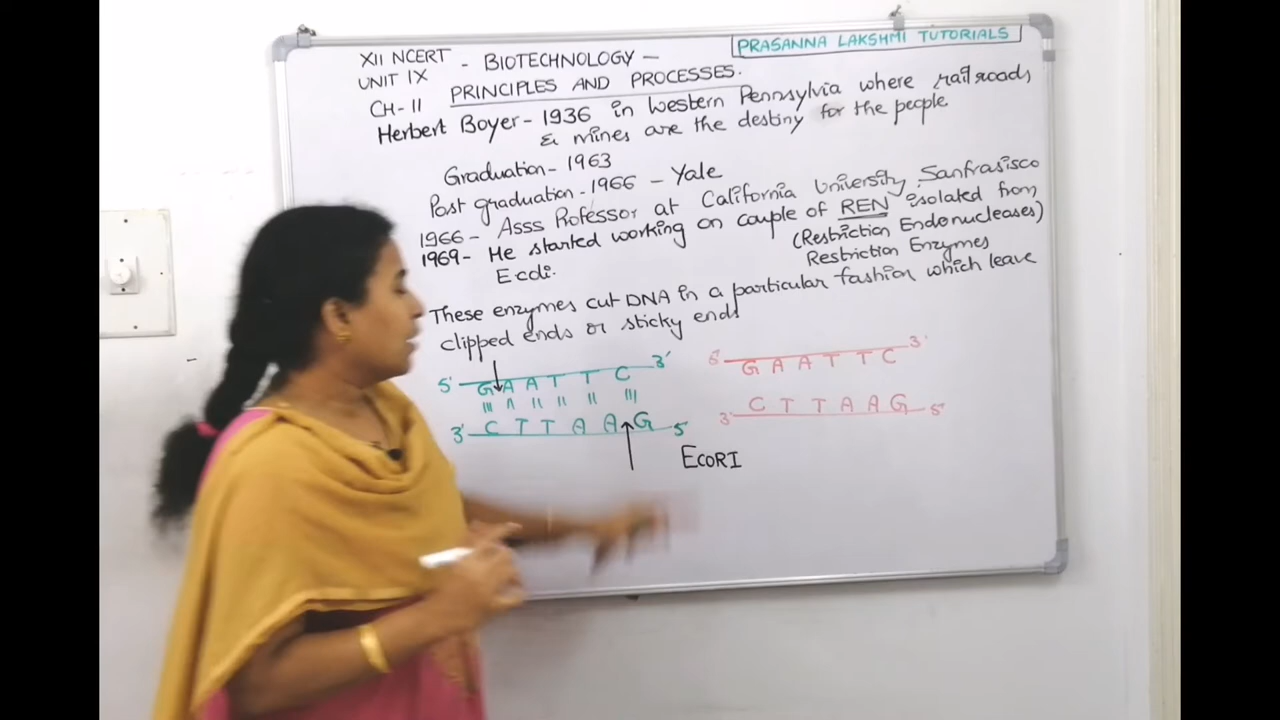 PRASANNA LAKSHMI TUTORIALS
XII NCERT - BIOTECHNOLOGY -
UNIT IX PRINCIPLES AND PROCESSES.
CH-11
Herbert Boyer - 1936 in Western Pennsylvia where railroads
& mines are the destiny for the people
Graduation - 1963
Post graduation - 1966 - Yale
1966 - Asss Professor at California University Sanfrasisco
1969 - He started working on couple of REN isolated from
E coli. (Restriction Endonucleases)
Restriction Enzymes
These enzymes cut DNA in a particular fashion which leave
clipped ends or sticky ends
5' G A A T T C 3'
3' C T T A A G 5'
EcoRI
5' G A A T T C 3'
3' C T T A A G 5'